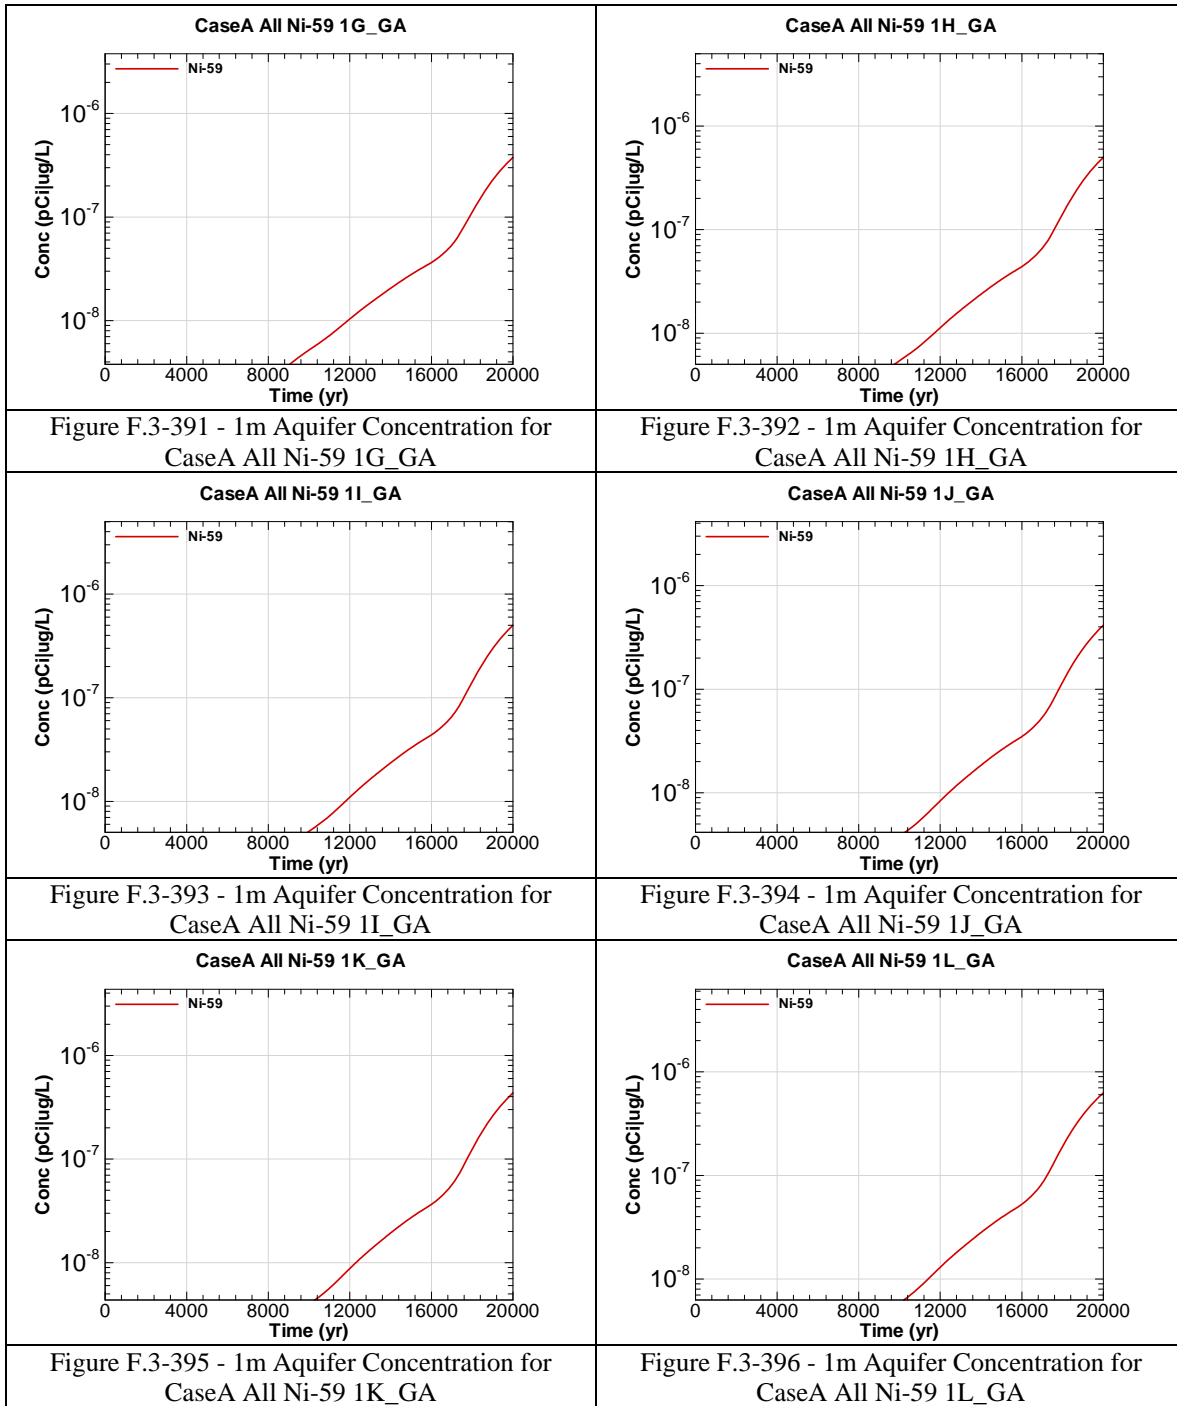 CaseA All Ni-59 1G_GA
Ni-59
10-6
10-7
10-8
Conc (pCi|ug/L)
0 4000 8000 12000 16000 20000
Time (yr)
Figure F.3-391 - 1m Aquifer Concentration for
CaseA All Ni-59 1G_GA
CaseA All Ni-59 1H_GA
Ni-59
10-6
10-7
10-8
Conc (pCi|ug/L)
0 4000 8000 12000 16000 20000
Time (yr)
Figure F.3-392 - 1m Aquifer Concentration for
CaseA All Ni-59 1H_GA
CaseA All Ni-59 1I_GA
Ni-59
10-6
10-7
10-8
Conc (pCi|ug/L)
0 4000 8000 12000 16000 20000
Time (yr)
Figure F.3-393 - 1m Aquifer Concentration for
CaseA All Ni-59 1I_GA
CaseA All Ni-59 1J_GA
Ni-59
10-6
10-7
10-8
Conc (pCi|ug/L)
0 4000 8000 12000 16000 20000
Time (yr)
Figure F.3-394 - 1m Aquifer Concentration for
CaseA All Ni-59 1J_GA
CaseA All Ni-59 1K_GA
Ni-59
10-6
10-7
10-8
Conc (pCi|ug/L)
0 4000 8000 12000 16000 20000
Time (yr)
Figure F.3-395 - 1m Aquifer Concentration for
CaseA All Ni-59 1K_GA
CaseA All Ni-59 1L_GA
Ni-59
10-6
10-7
10-8
Conc (pCi|ug/L)
0 4000 8000 12000 16000 20000
Time (yr)
Figure F.3-396 - 1m Aquifer Concentration for
CaseA All Ni-59 1L_GA